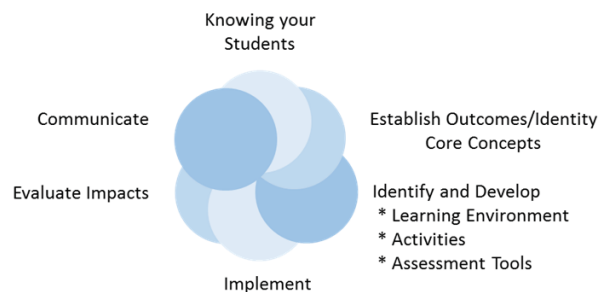 Knowing your
Students
Communicate
Establish Outcomes/Identity
Core Concepts
Evaluate Impacts
Identify and Develop
* Learning Environment
* Activities
* Assessment Tools
Implement